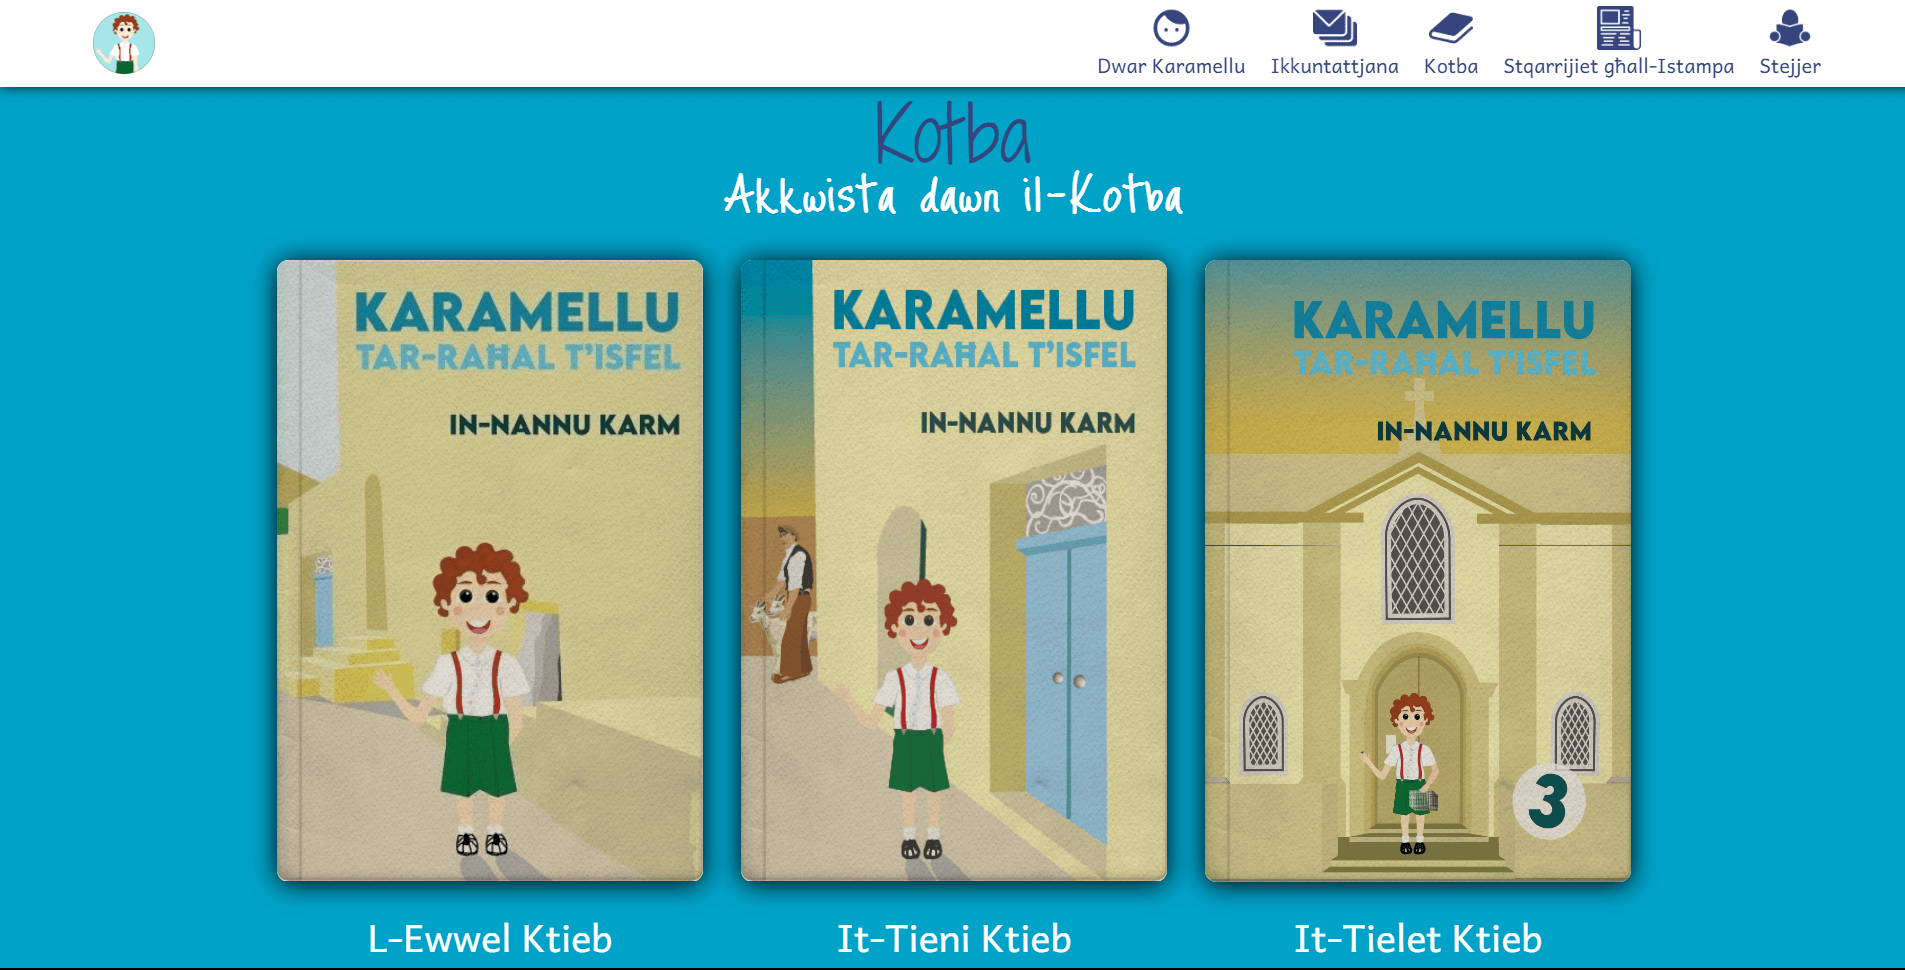 Dwar Karamellu
Ikkuntattjana
Kotba
Stqarrijiet għall-Istampa
Stejjer
Kotba
Akkwista dawn il-Kotba
KARAMELLU
TAR-RAĦAL T'ISFEL
IN-NANNU KARM
KARAMELLU
TAR-RAĦAL T'ISFEL
IN-NANNU KARM
KARAMELLU
TAR-RAĦAL T'ISFEL
IN-NANNU KARM
3
L-Ewwel Ktieb
It-Tieni Ktieb
It-Tielet Ktieb